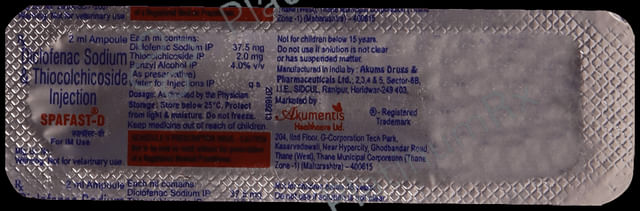 2 ml Ampoule
Diclofenac Sodium
& Thiocolchicoside
Injection
SPAFAST®-D
For IM Use
Not for veterinary use
Each ml contains:
Diclofenac Sodium IP 37.5 mg
Thiocolchicoside IP 2.0 mg
Benzyl Alcohol IP 4.0% v/v
(As preservative)
Water for Injections IP q.s
Dosage: As directed by the Physician
Storage: Store below 25°C. Protect
from light & moisture. Do not freeze.
Keep medicine out of reach of children
Not for children below 15 years.
Do not use if solution is not clear
or has suspended matter.
Manufactured in India by: Akums Drugs &
Pharmaceuticals Ltd., 2,3,4 & 5, Sector-6B,
I.I.E., SIDCUL, Ranipur, Haridwar-249 403.
Marketed by:
Akumentis
Healthcare Ltd.
®- Registered
Trademark
204, IInd Floor, G-Corporation Tech Park,
Kasarvadavali, Near Hypercity, Ghodbandar Road,
Thane (West), Thane Municipal Corporation (Thane
Zone -1) (Maharashtra) - 400615
Rx
2 ml Ampoule
Each ml contains:
Diclofenac Sodium IP